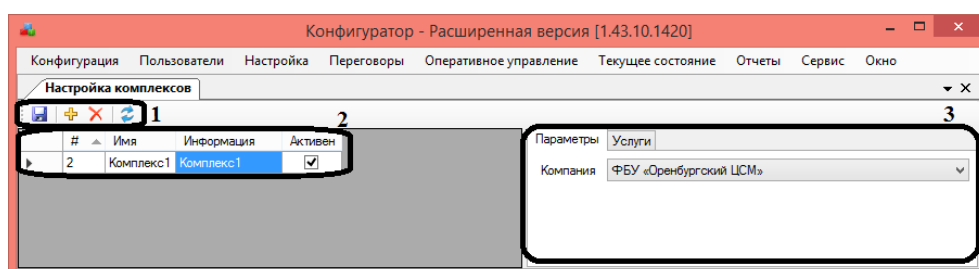 Конфигуратор - Расширенная версия [1.43.10.1420]
Конфигурация Пользователи Настройка Переговоры Оперативное управление Текущее состояние Отчеты Сервис Окно
Настройка комплексов
1
2
3
# Имя Информация Активен
2 Комплекс1 Комплекс1
Параметры Услуги
Компания ФБУ «Оренбургский ЦСМ»